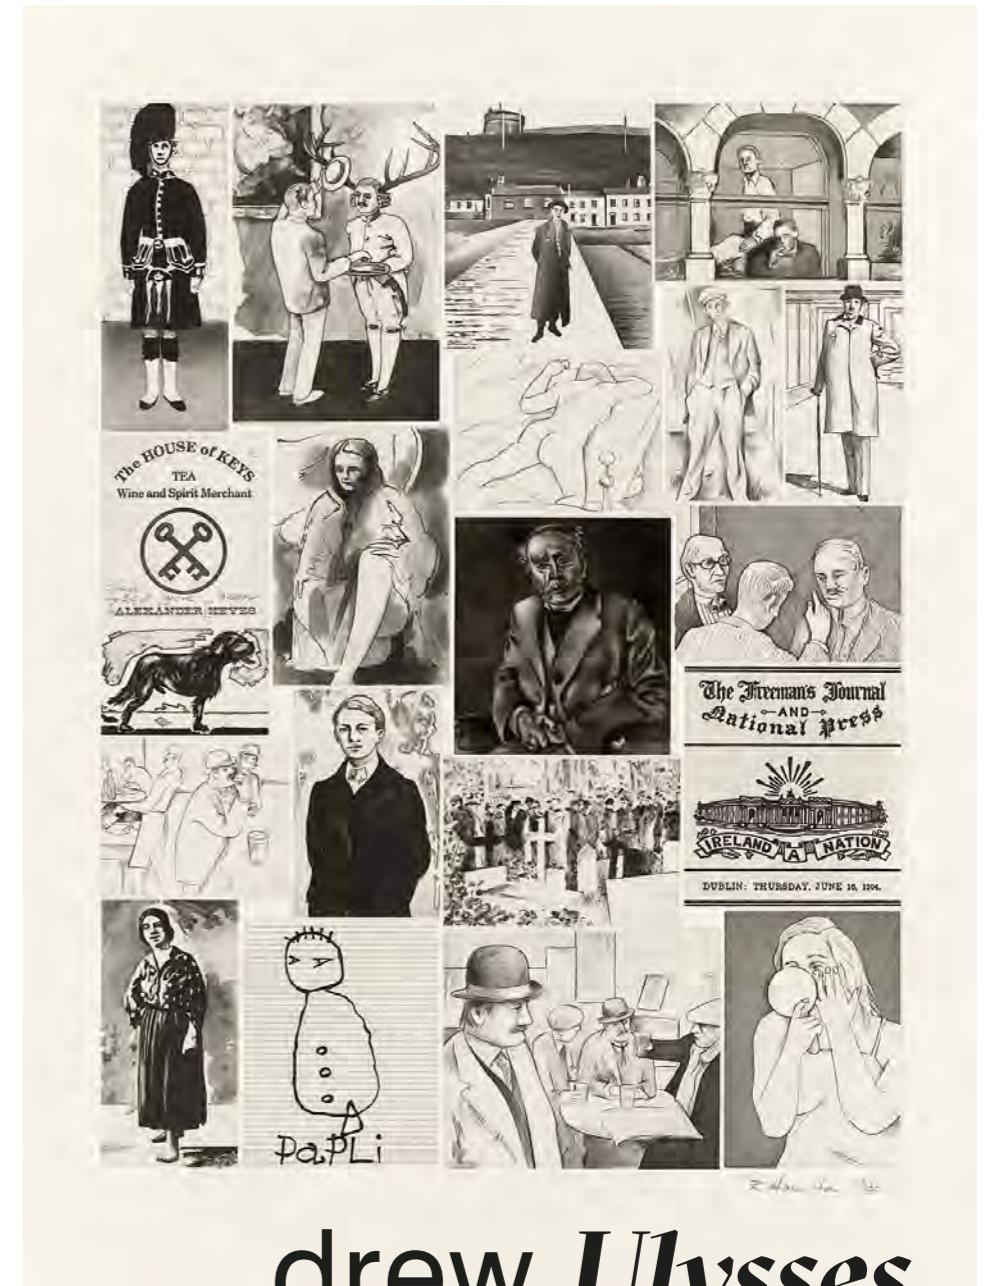 The HOUSE of KEYS
TEA
Wine and Spirit Merchant
ALEXANDER KEYES
The Freeman's Journal
AND
National Press
IRELAND A NATION
DUBLIN: THURSDAY, JUNE 16, 1904.
PaPLi
drew Ulysses